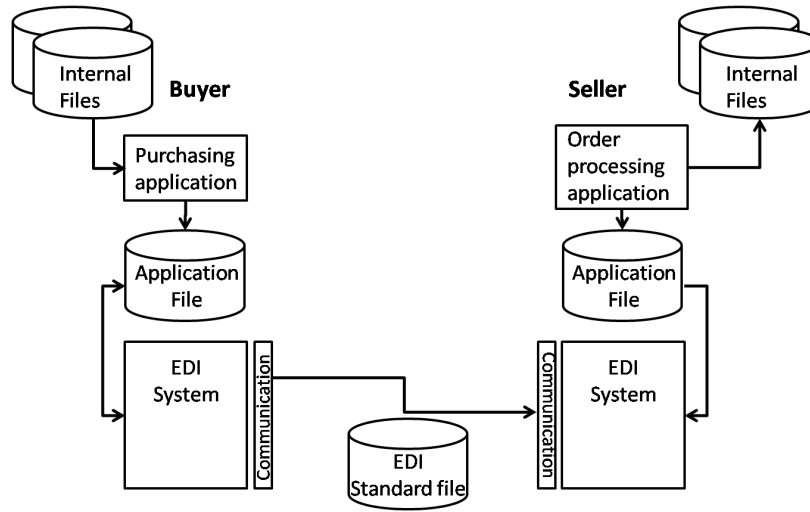 Internal
Files
Buyer
Purchasing
application
Application
File
EDI
System
Communication
EDI
Standard file
Seller
Internal
Files
Order
processing
application
Application
File
Communication
EDI
System